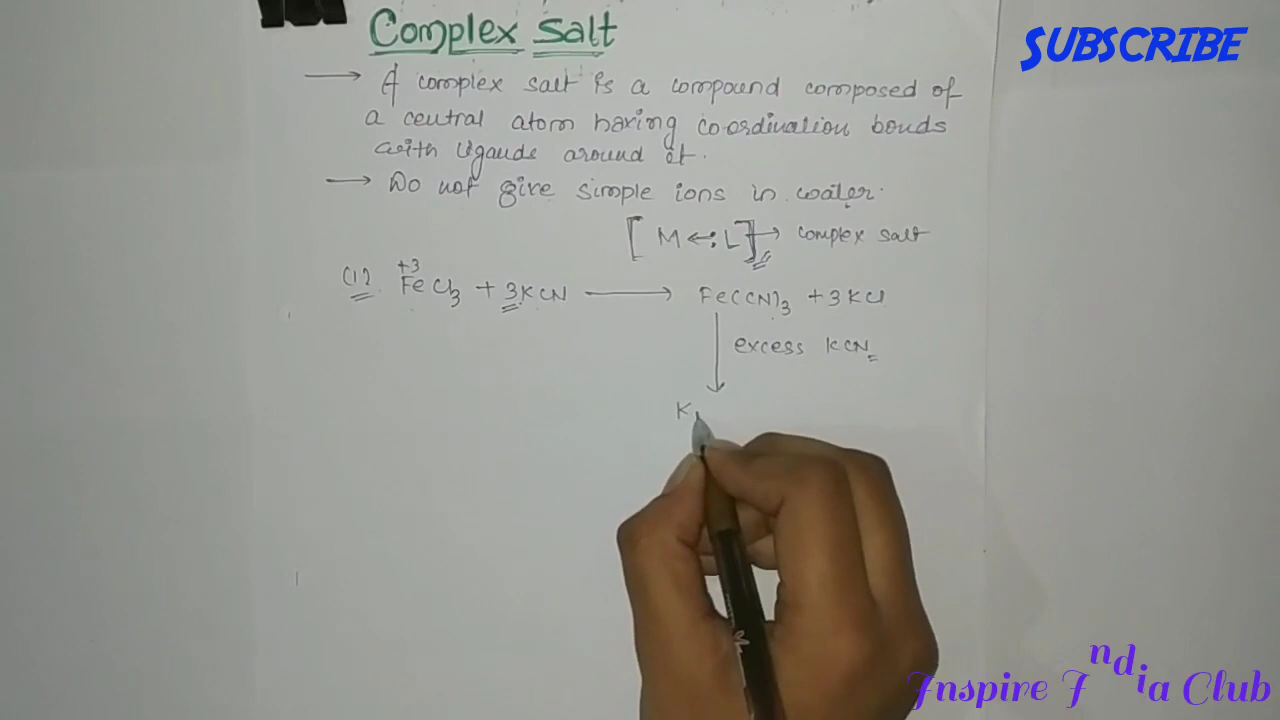 Complex Salt
SUBSCRIBE
→ A complex salt is a compound composed of
a central atom having co-ordination bonds
with ligands around it.
→ Do not give simple ions in water.
[M←:L] → complex salt
(1) +3
FeCl3 + 3KCN → Fe(CN)3 + 3KCl
excess KCN
K
Inspire India Club